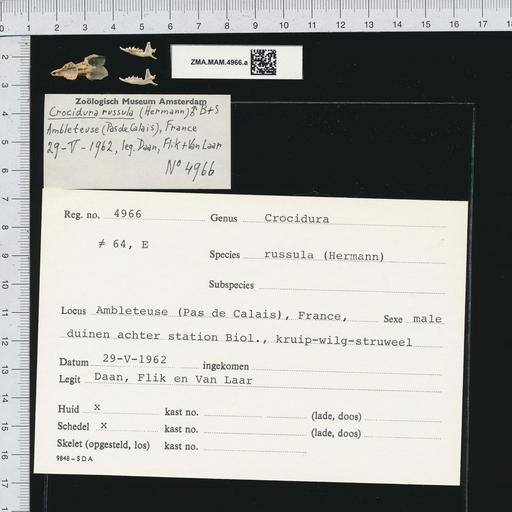 ZMA.MAM.4966.a
Zoölogisch Museum Amsterdam
Crocidura russula (Hermann) ♂ B+S
Ambleteuse (Pas de Calais), France
29-V-1962, leg. Daan, Flik + Van Laar
No 4966
Reg. no. 4966 Genus Crocidura
≠ 64, E
Species russula (Hermann)
Subspecies
Locus Ambleteuse (Pas de Calais), France, Sexe male
duinen achter station Biol., kruip-wilg-struweel
Datum 29-V-1962 ingekomen
Legit Daan, Flik en Van Laar
Huid x kast no. (lade, doos)
Schedel x kast no. (lade, doos)
Skelet (opgesteld, los) kast no.
9848 - S D A